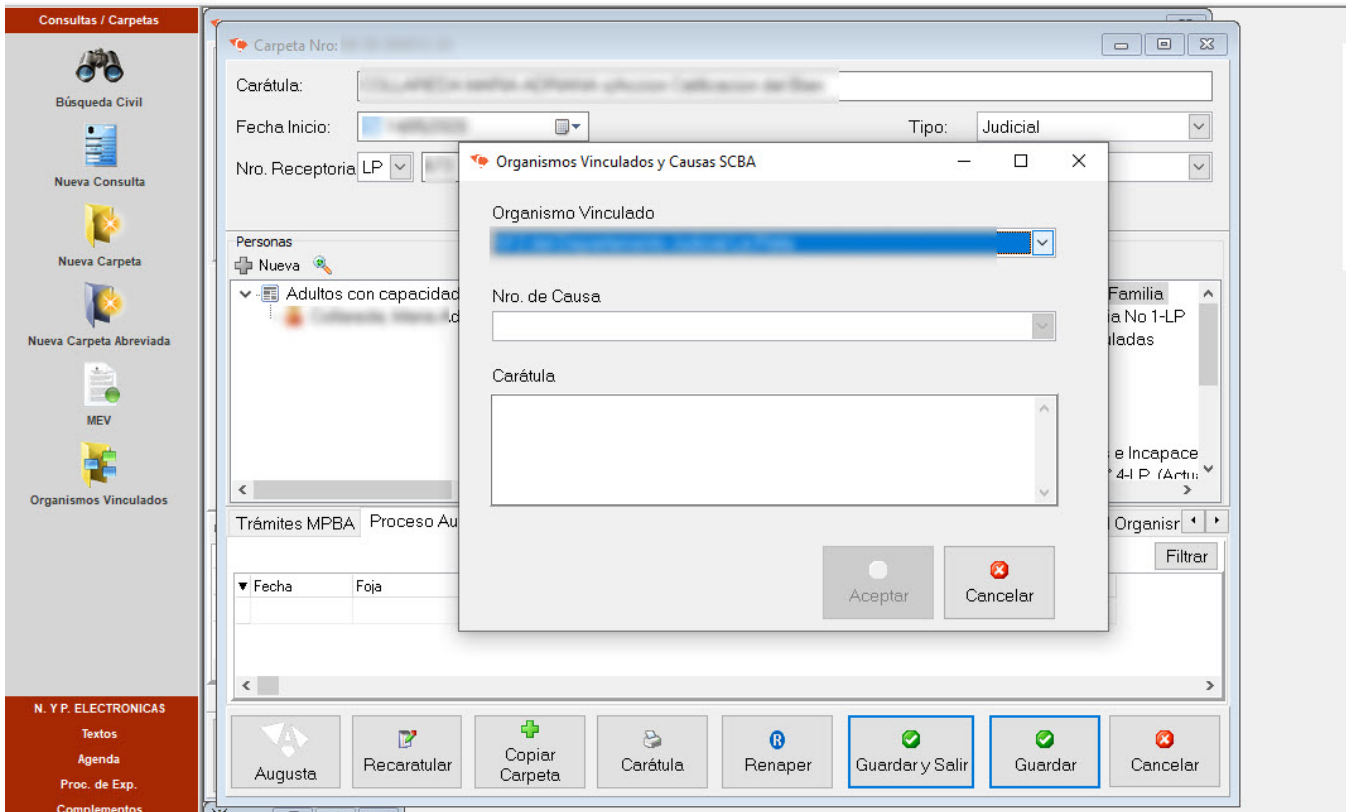 Consultas / Carpetas
Búsqueda Civil
Nueva Consulta
Nueva Carpeta
Nueva Carpeta Abreviada
MEV
Organismos Vinculados
N. Y P. ELECTRONICAS
Textos
Agenda
Proc. de Exp.
Complementos
Carpeta Nro:
Carátula:
Fecha Inicio:
Tipo: Judicial
Nro. Receptoria LP
Personas
Nueva
Adultos con capacidad
Familia
ia No 1-LP
uladas
e Incapace
4-LP (Actu
Organismos Vinculados y Causas SCBA
Organismo Vinculado
Nro. de Causa
Carátula
Aceptar
Cancelar
Trámites MPBA Proceso Au
Organisr
Filtrar
Fecha Foja
Augusta
Recaratular
Copiar
Carpeta
Carátula
Renaper
Guardar y Salir
Guardar
Cancelar